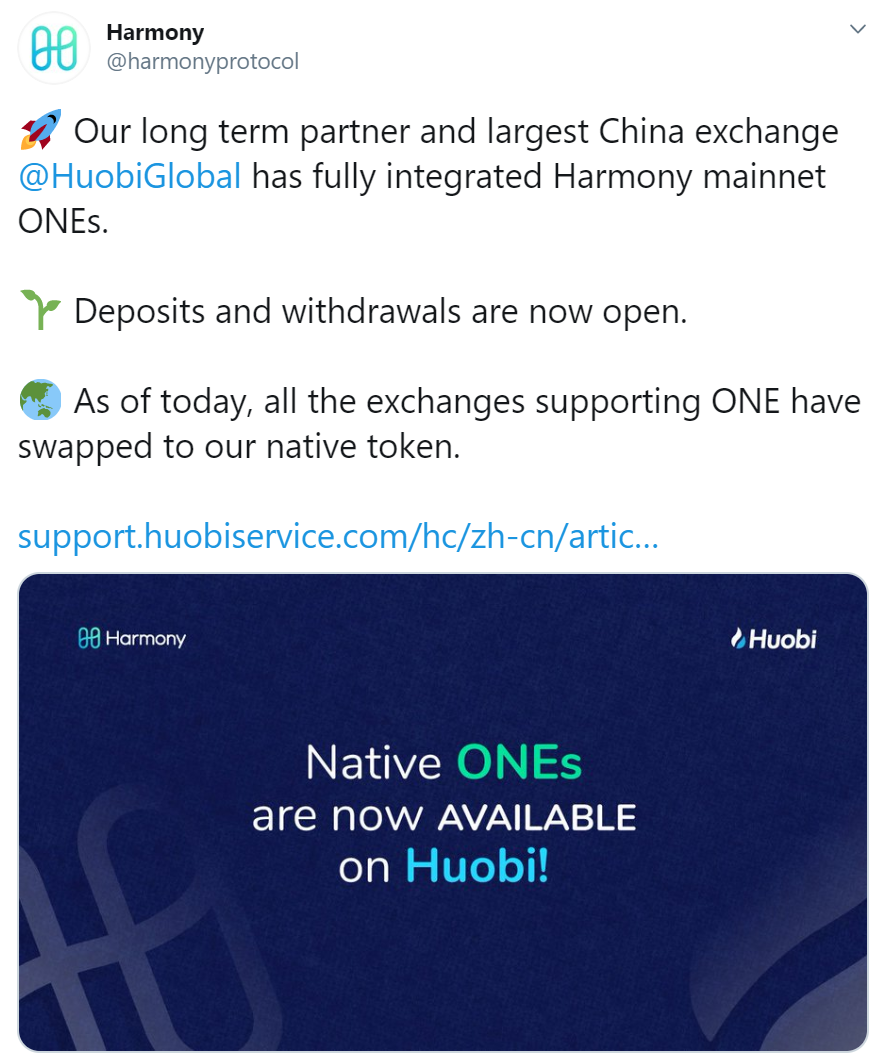 Harmony
@harmonyprotocol
🚀 Our long term partner and largest China exchange
@HuobiGlobal has fully integrated Harmony mainnet
ONEs.
🌱 Deposits and withdrawals are now open.
🌏 As of today, all the exchanges supporting ONE have
swapped to our native token.
support.huobiservice.com/hc/zh-cn/artic...
Harmony
Huobi
Native ONEs
are now AVAILABLE
on Huobi!